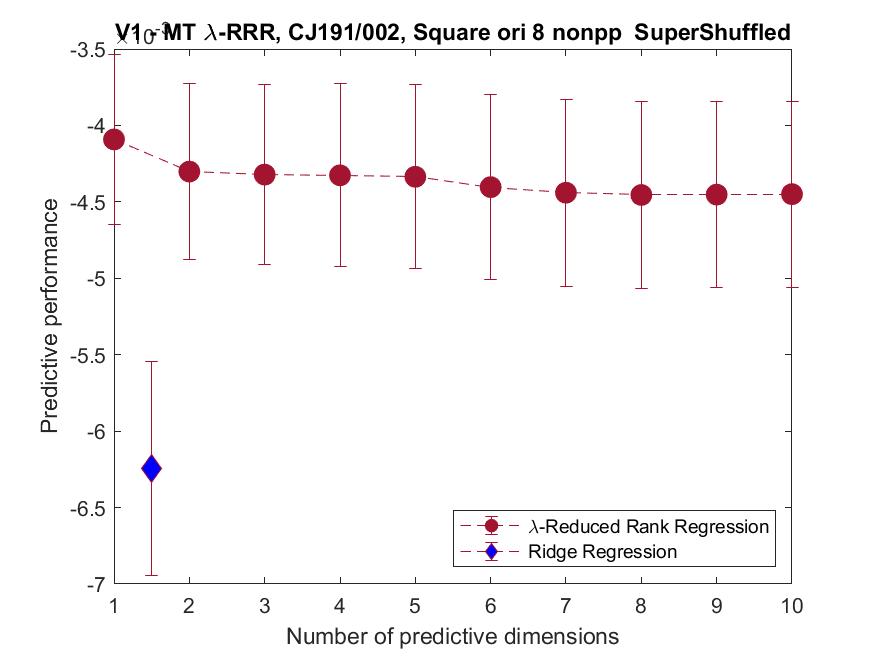 V1 - MT λ-RRR, CJ191/002, Square ori 8 nonpp  SuperShuffled
×10⁻³
-3.5
-4
-4.5
-5
-5.5
-6
-6.5
-7
Predictive performance
1 2 3 4 5 6 7 8 9 10
Number of predictive dimensions
λ-Reduced Rank Regression
Ridge Regression